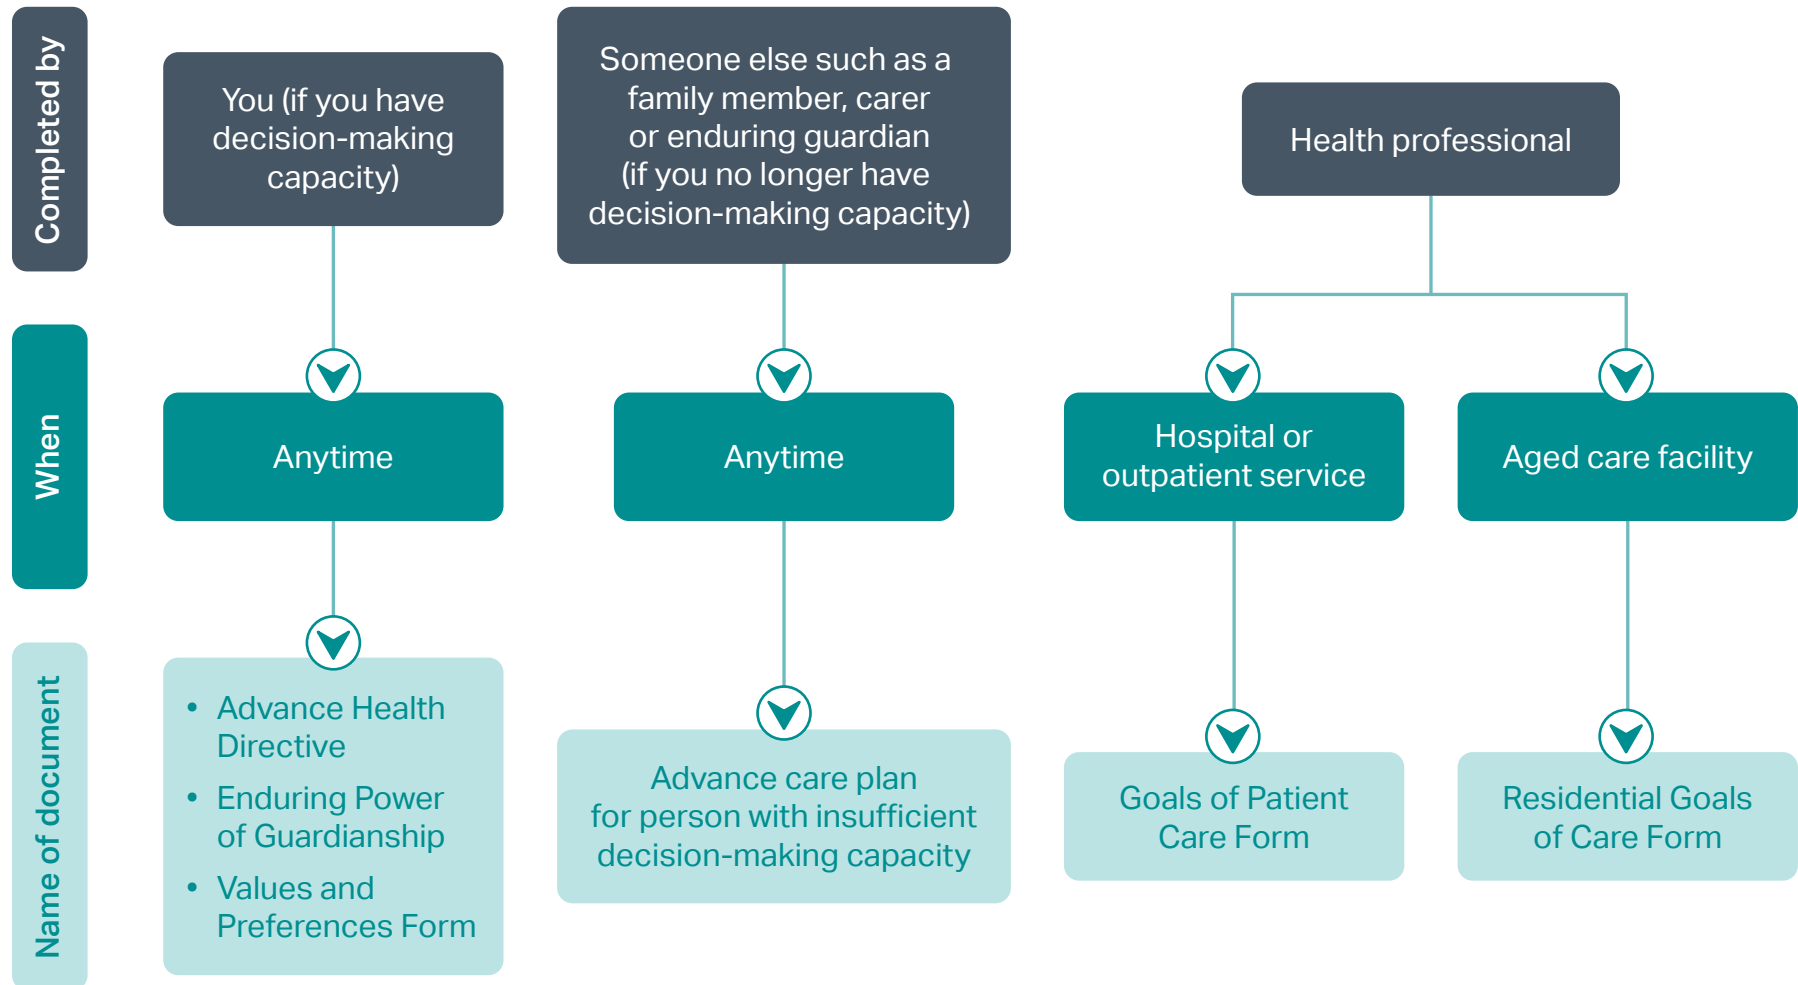 Completed by
You (if you have
decision-making
capacity)
Someone else such as a
family member, carer
or enduring guardian
(if you no longer have
decision-making capacity)
Health professional
When
Anytime
Anytime
Hospital or
outpatient service
Aged care facility
Name of document
• Advance Health
Directive
• Enduring Power
of Guardianship
• Values and
Preferences Form
Advance care plan
for person with insufficient
decision-making capacity
Goals of Patient
Care Form
Residential Goals
of Care Form